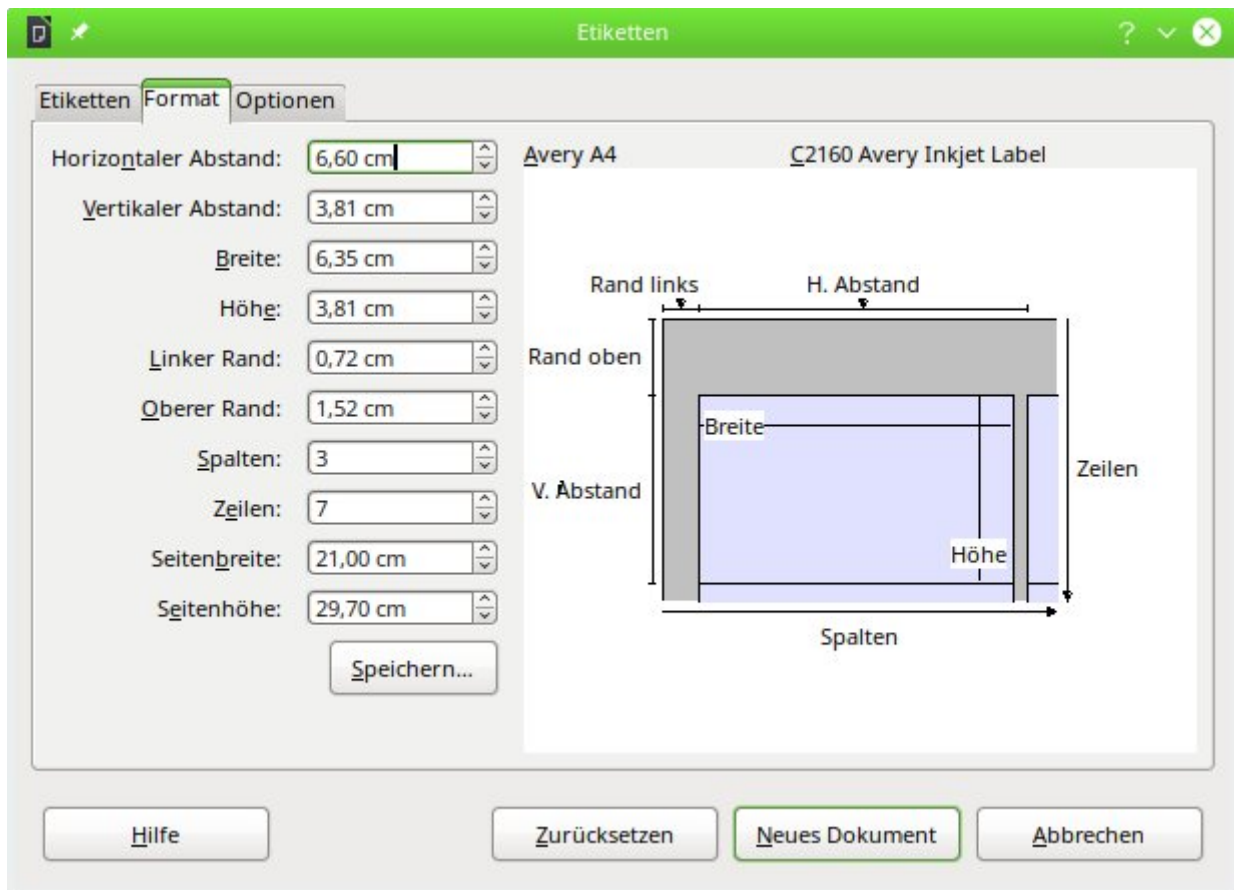 Etiketten
Etiketten Format Optionen
Horizontaler Abstand: 6,60 cm
Vertikaler Abstand: 3,81 cm
Breite: 6,35 cm
Höhe: 3,81 cm
Linker Rand: 0,72 cm
Oberer Rand: 1,52 cm
Spalten: 3
Zeilen: 7
Seitenbreite: 21,00 cm
Seitenhöhe: 29,70 cm
Speichern...
Avery A4 C2160 Avery Inkjet Label
Rand links H. Abstand
Rand oben
Breite
V. Abstand
Zeilen
Höhe
Spalten
Hilfe Zurücksetzen Neues Dokument Abbrechen